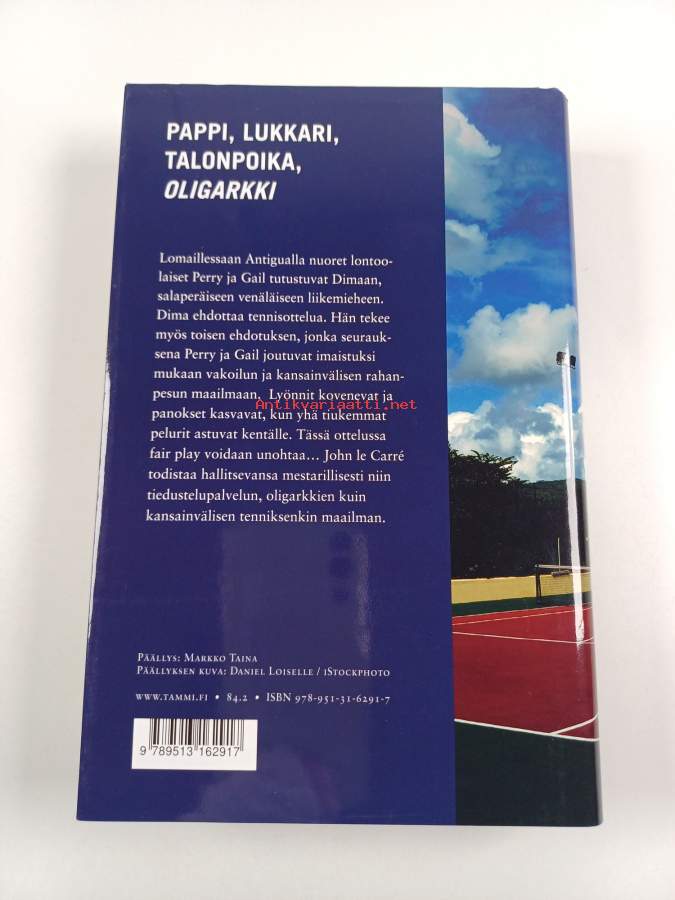 PAPPI, LUKKARI,
TALONPOIKA,
OLIGARKKI
Lomaillessaan Antigualla nuoret lontoo-
laiset Perry ja Gail tutustuvat Dimaan,
salaperäiseen venäläiseen liikemieheen.
Dima ehdottaa tennisottelua. Hän tekee
myös toisen ehdotuksen, jonka seurauk-
sena Perry ja Gail joutuvat imaistuksi
mukaan vakoilun ja kansainvälisen rahan-
pesun maailmaan. Lyönnit kovenevat ja
Antikvariaatti.net
panokset kasvavat, kun yhä tiukemmat
pelurit astuvat kentälle. Tässä ottelussa
fair play voidaan unohtaa… John le Carré
todistaa hallitsevansa mestarillisesti niin
tiedustelupalvelun, oligarkkien kuin
kansainvälisen tenniksenkin maailman.
Päällys: Markko Taina
Päällyksen kuva: Daniel Loiselle / iStockphoto
www.tammi.fi • 84.2 • ISBN 978-951-31-6291-7
9 789513 162917